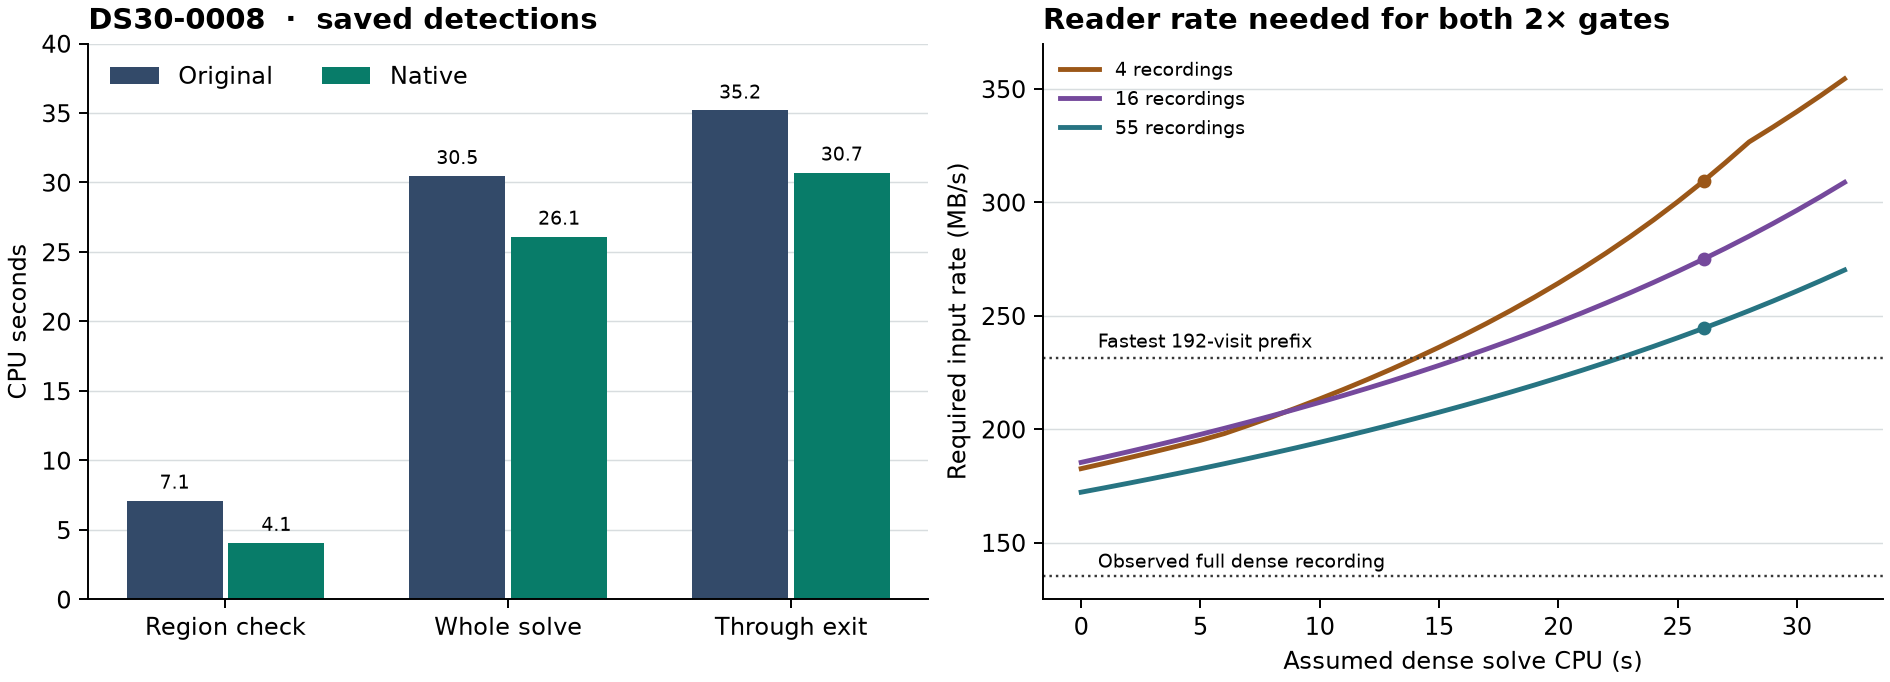 DS30-0008 · saved detections
Original
Native
CPU seconds
40
35
30
25
20
15
10
5
0
7.1
4.1
30.5
26.1
35.2
30.7
Region check
Whole solve
Through exit
Reader rate needed for both 2× gates
4 recordings
16 recordings
55 recordings
Required input rate (MB/s)
350
300
250
200
150
Fastest 192-visit prefix
Observed full dense recording
0 5 10 15 20 25 30
Assumed dense solve CPU (s)